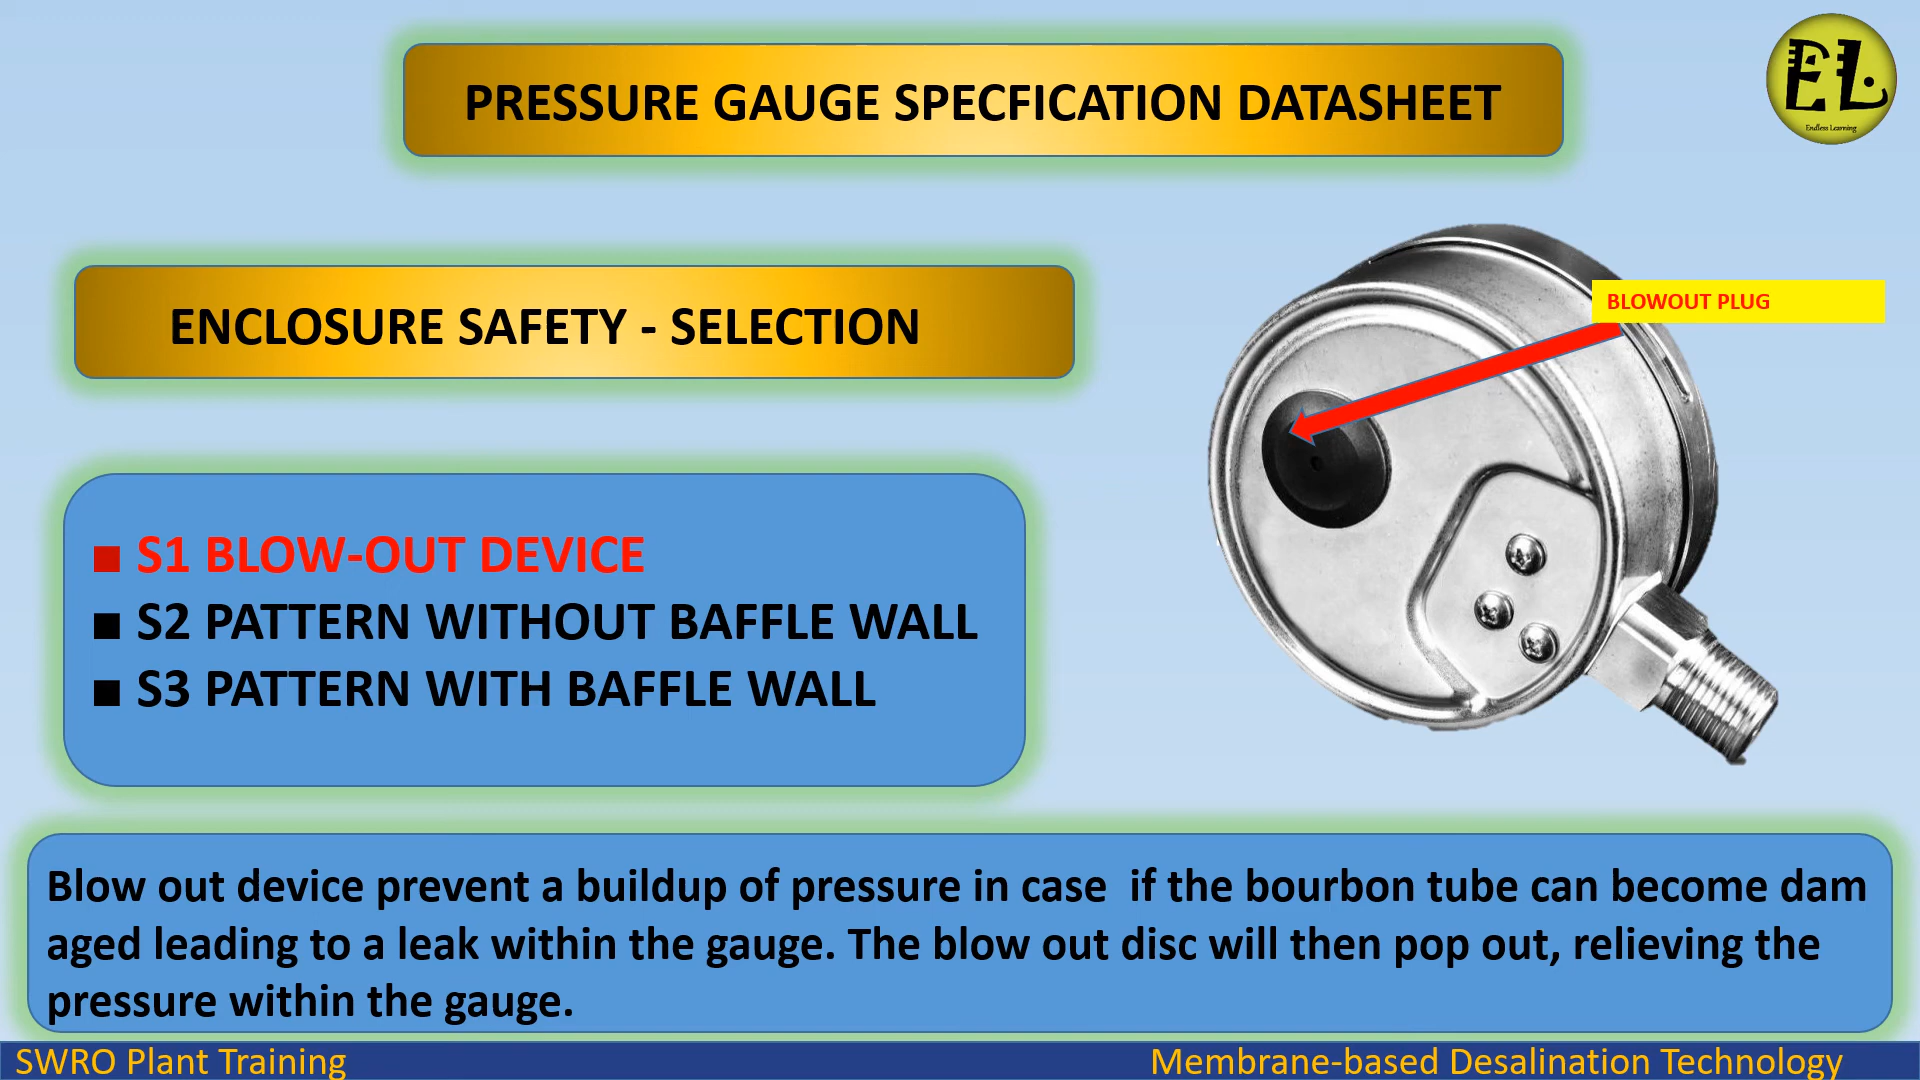 PRESSURE GAUGE SPECFICATION DATASHEET
EL
Endless Learning
ENCLOSURE SAFETY - SELECTION
BLOWOUT PLUG
▪ S1 BLOW-OUT DEVICE
▪ S2 PATTERN WITHOUT BAFFLE WALL
▪ S3 PATTERN WITH BAFFLE WALL
Blow out device prevent a buildup of pressure in case  if the bourbon tube can become dam
aged leading to a leak within the gauge. The blow out disc will then pop out, relieving the
pressure within the gauge.
SWRO Plant Training
Membrane-based Desalination Technology